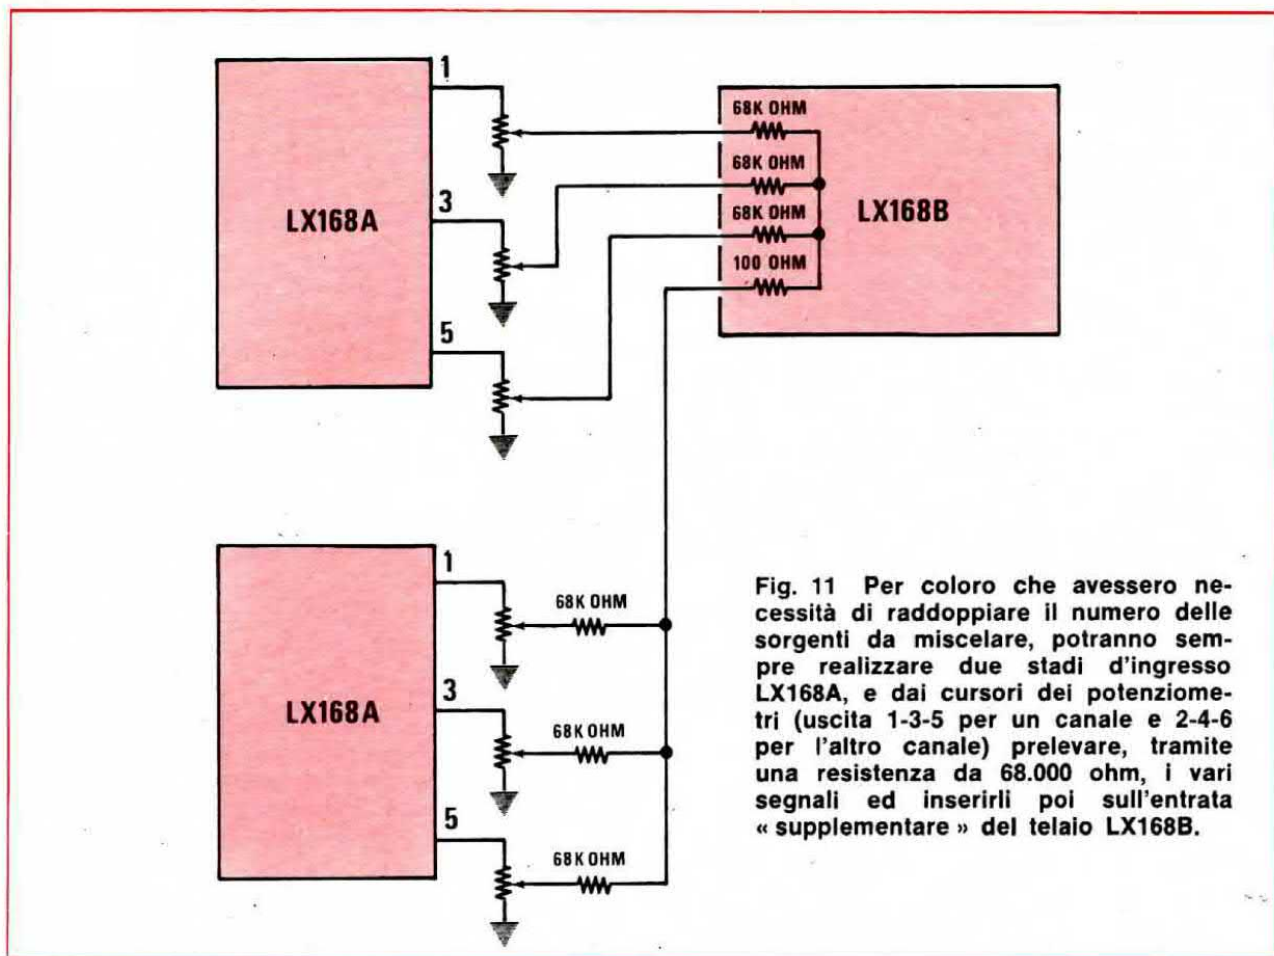 1
68K OHM
68K OHM
3
LX168A
68K OHM
LX168B
100 OHM
5
1
68K OHM
3
LX168A
68K OHM
5
68K OHM
Fig. 11 Per coloro che avessero ne-
cessità di raddoppiare il numero delle
sorgenti da miscelare, potranno sem-
pre realizzare due stadi d'ingresso
LX168A, e dai cursori dei potenziome-
tri (uscita 1-3-5 per un canale e 2-4-6
per l'altro canale) prelevare, tramite
una resistenza da 68.000 ohm, i vari
segnali ed inserirli poi sull'entrata
« supplementare » del telaio LX168B.